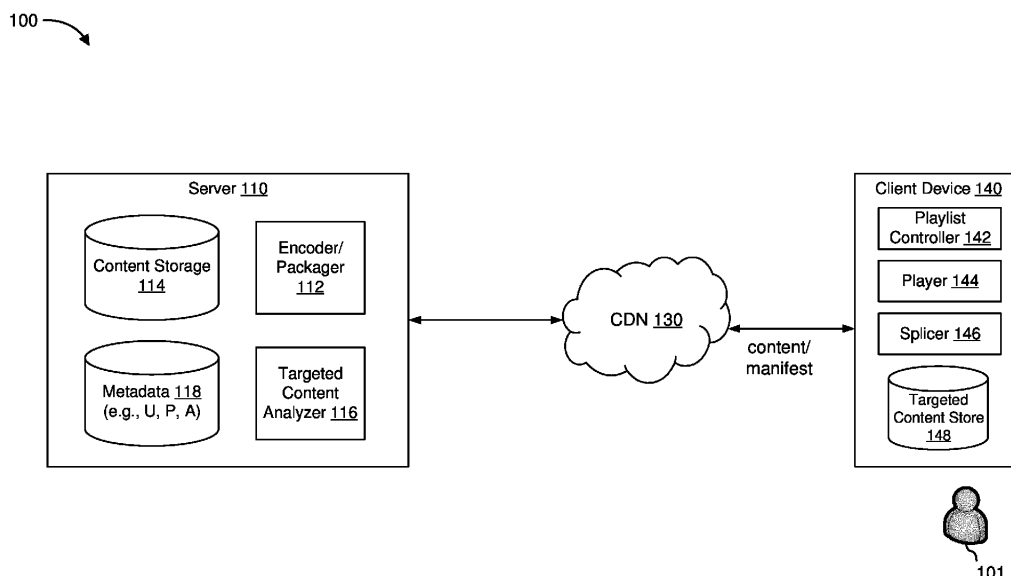 100
Server 110
Content Storage
114
Encoder/
Packager
112
Metadata 118
(e.g., U, P, A)
Targeted
Content
Analyzer 116
CDN 130
content/
manifest
Client Device 140
Playlist
Controller 142
Player 144
Splicer 146
Targeted
Content Store
148
101